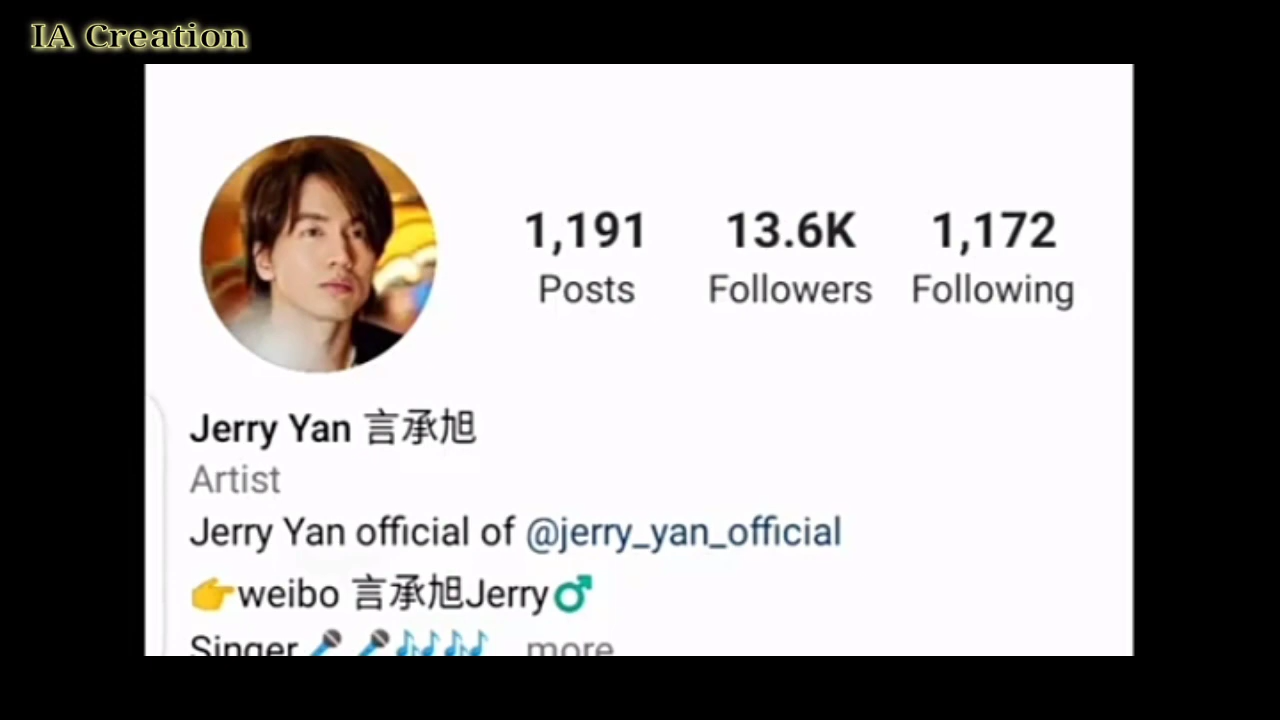 IA Creation
1,191 13.6K 1,172
Posts Followers Following
Jerry Yan 言承旭
Artist
Jerry Yan official of @jerry_yan_official
👉weibo 言承旭Jerry♂
Singer🎤🎤🎶🎶... more